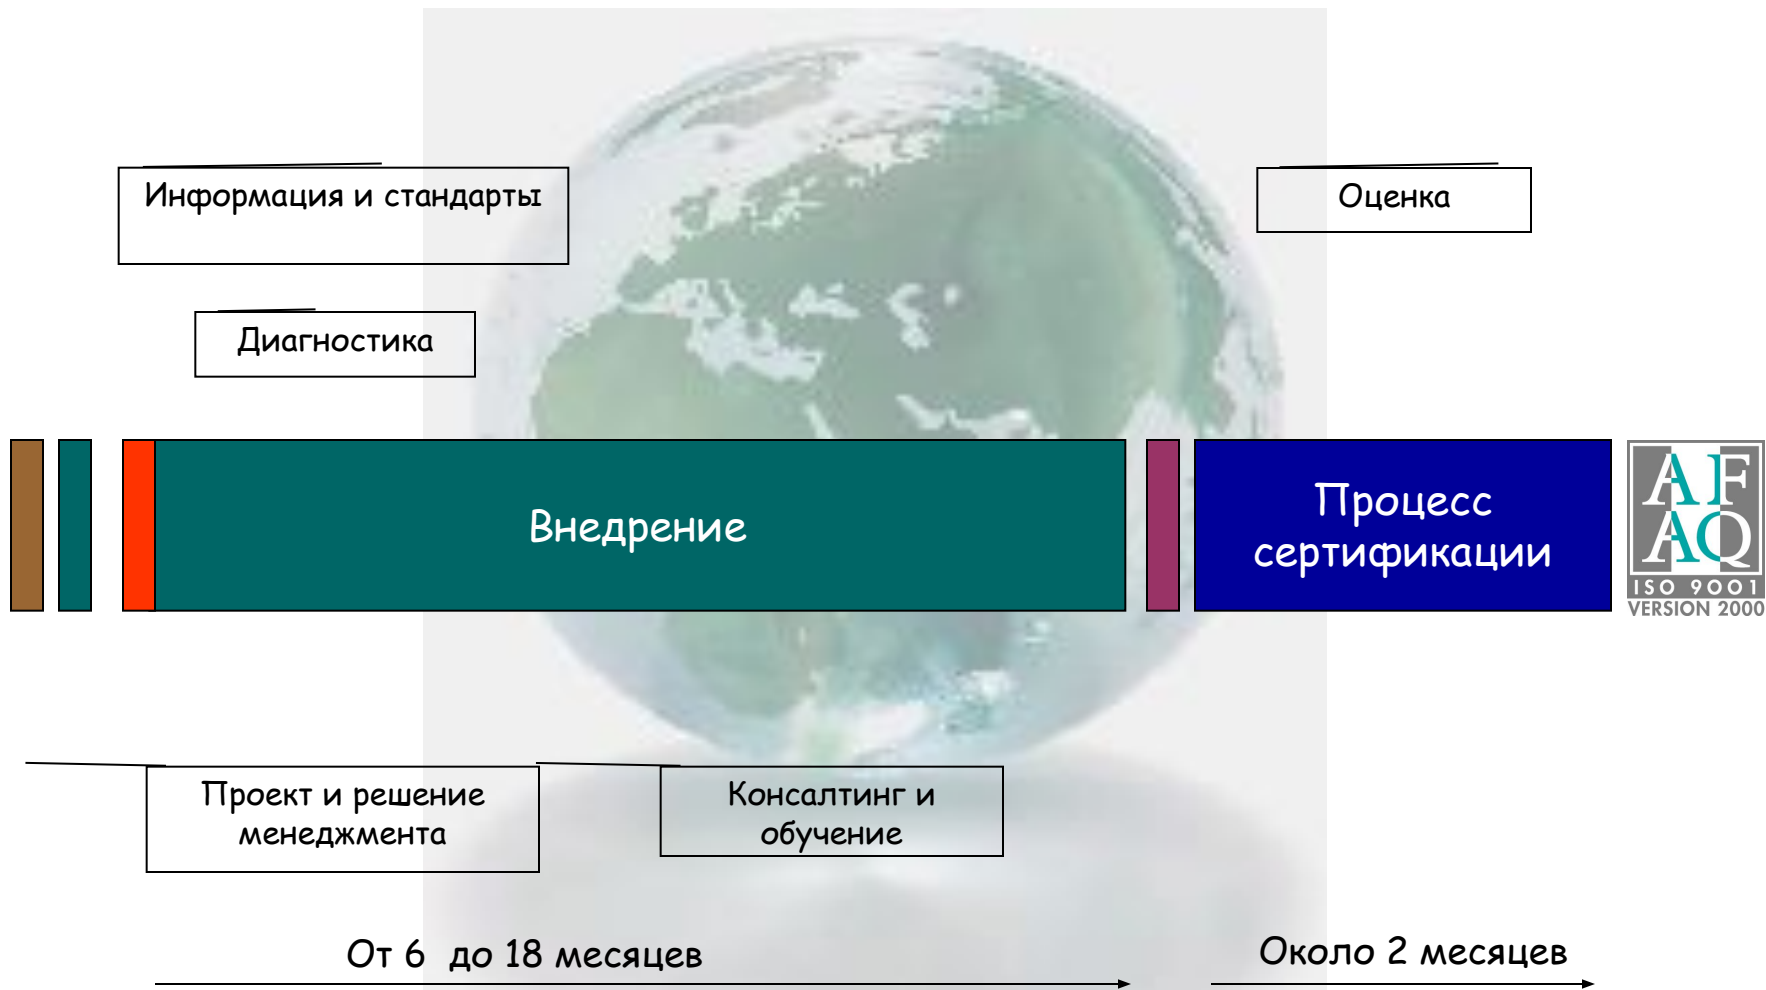 Информация и стандарты
Оценка
Диагностика
Внедрение
Процесс
сертификации
AF
AQ
ISO 9001
VERSION 2000
Проект и решение
менеджмента
Консалтинг и
обучение
От 6 до 18 месяцев
Около 2 месяцев